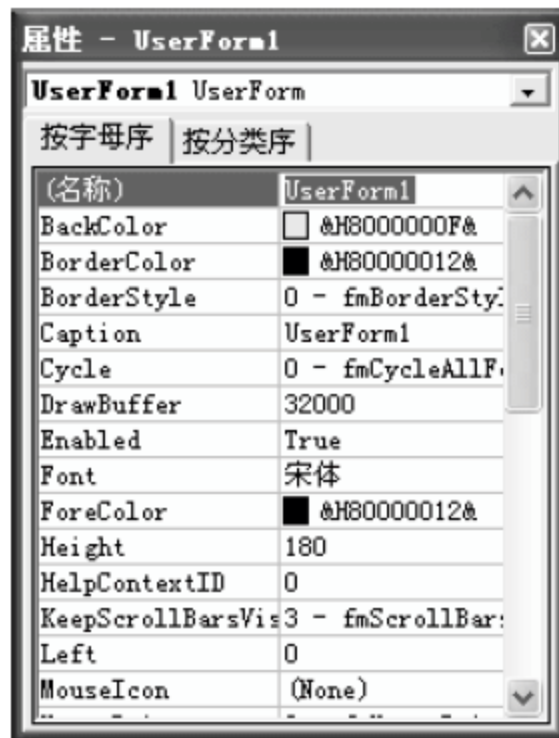 属性 - UserForm1
UserForm1 UserForm
按字母序 按分类序
(名称) UserForm1
BackColor &H8000000F&
BorderColor &H80000012&
BorderStyle 0 - fmBorderSty
Caption UserForm1
Cycle 0 - fmCycleAllF
DrawBuffer 32000
Enabled True
Font 宋体
ForeColor &H80000012&
Height 180
HelpContextID 0
KeepScrollBarsVis 3 - fmScrollBar
Left 0
MouseIcon (None)